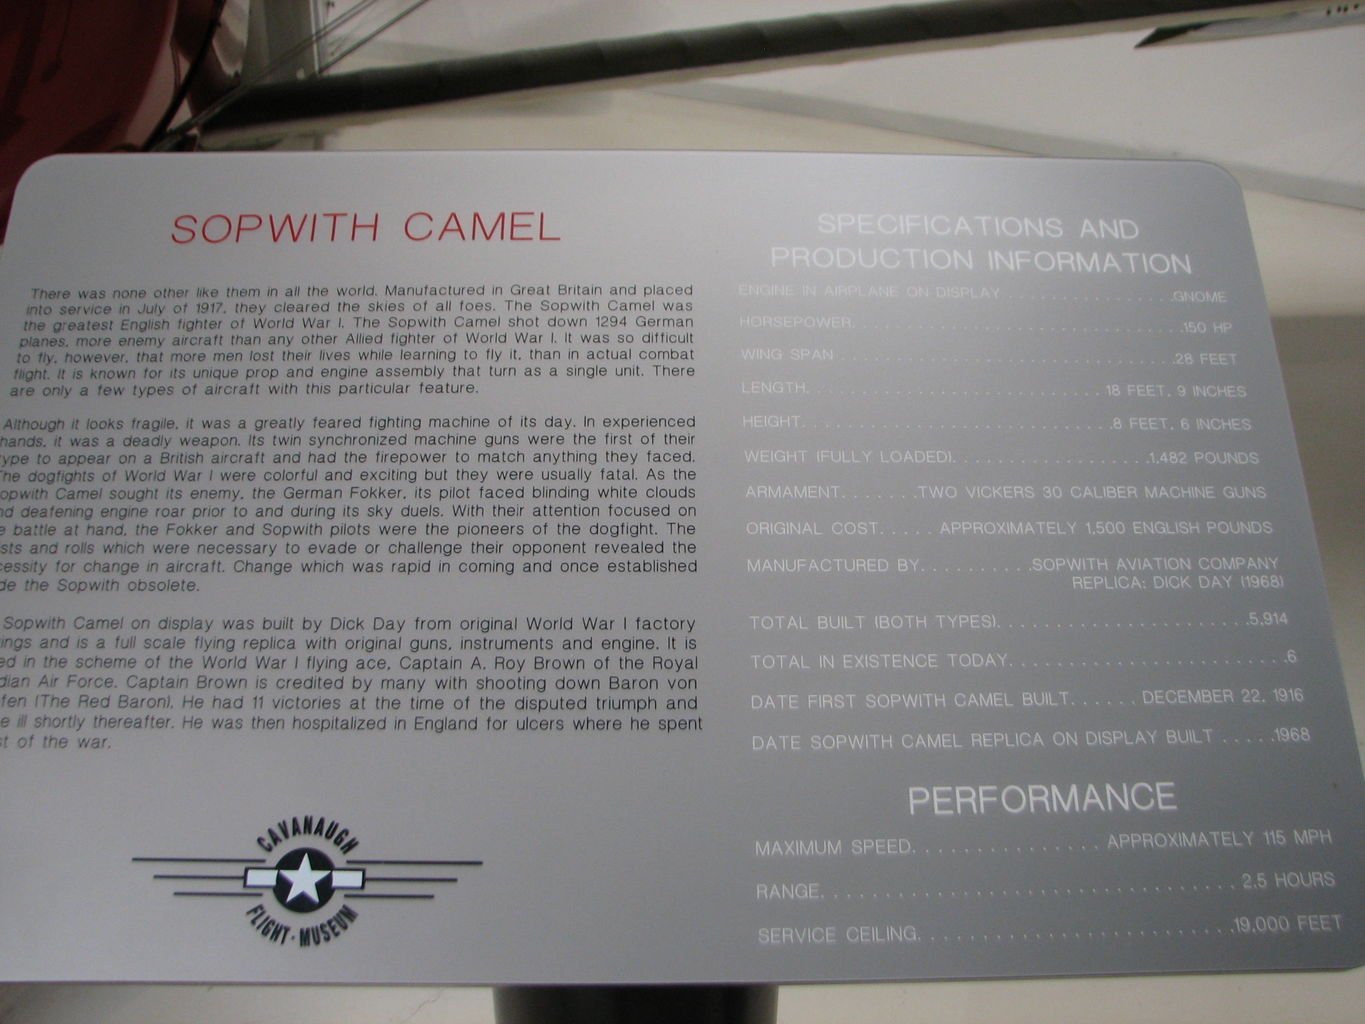 SOPWITH CAMEL
There was none other like them in all the world. Manufactured in Great Britain and placed
into service in July of 1917, they cleared the skies of all foes. The Sopwith Camel was
the greatest English fighter of World War I. The Sopwith Camel shot down 1294 German
planes, more enemy aircraft than any other Allied fighter of World War I. It was so difficult
to fly, however, that more men lost their lives while learning to fly it, than in actual combat
flight. It is known for its unique prop and engine assembly that turn as a single unit. There
are only a few types of aircraft with this particular feature.
Although it looks fragile, it was a greatly feared fighting machine of its day. In experienced
hands, it was a deadly weapon. Its twin synchronized machine guns were the first of their
type to appear on a British aircraft and had the firepower to match anything they faced.
The dogfights of World War I were colorful and exciting but they were usually fatal. As the
opwith Camel sought its enemy, the German Fokker, its pilot faced blinding white clouds
nd deafening engine roar prior to and during its sky duels. With their attention focused on
e battle at hand, the Fokker and Sopwith pilots were the pioneers of the dogfight. The
sts and rolls which were necessary to evade or challenge their opponent revealed the
cessity for change in aircraft. Change which was rapid in coming and once established
de the Sopwith obsolete.
Sopwith Camel on display was built by Dick Day from original World War I factory
ings and is a full scale flying replica with original guns, instruments and engine. It is
ed in the scheme of the World War I flying ace, Captain A. Roy Brown of the Royal
dian Air Force. Captain Brown is credited by many with shooting down Baron von
fen (The Red Baron). He had 11 victories at the time of the disputed triumph and
e ill shortly thereafter. He was then hospitalized in England for ulcers where he spent
st of the war.
CAVANAUGH
FLIGHT · MUSEUM
SPECIFICATIONS AND
PRODUCTION INFORMATION
ENGINE IN AIRPLANE ON DISPLAY . . . . . . . . . . . . . . . . . . GNOME
HORSEPOWER. . . . . . . . . . . . . . . . . . . . . . . . . . . . . . . . . . . 150 HP
WING SPAN . . . . . . . . . . . . . . . . . . . . . . . . . . . . . . . . . . . . 28 FEET
LENGTH. . . . . . . . . . . . . . . . . . . . . . . . . . . . . . 18 FEET, 9 INCHES
HEIGHT. . . . . . . . . . . . . . . . . . . . . . . . . . . . . . . 8 FEET, 6 INCHES
WEIGHT (FULLY LOADED). . . . . . . . . . . . . . . . . . . . 1,482 POUNDS
ARMAMENT. . . . . . . TWO VICKERS 30 CALIBER MACHINE GUNS
ORIGINAL COST. . . . . APPROXIMATELY 1,500 ENGLISH POUNDS
MANUFACTURED BY. . . . . . . . . . SOPWITH AVIATION COMPANY
REPLICA: DICK DAY (1968)
TOTAL BUILT (BOTH TYPES). . . . . . . . . . . . . . . . . . . . . . . . . 5,914
TOTAL IN EXISTENCE TODAY. . . . . . . . . . . . . . . . . . . . . . . . . . . . 6
DATE FIRST SOPWITH CAMEL BUILT. . . . . . DECEMBER 22, 1916
DATE SOPWITH CAMEL REPLICA ON DISPLAY BUILT . . . . . 1968
PERFORMANCE
MAXIMUM SPEED. . . . . . . . . . . . . . . APPROXIMATELY 115 MPH
RANGE. . . . . . . . . . . . . . . . . . . . . . . . . . . . . . . . . . . . . 2.5 HOURS
SERVICE CEILING. . . . . . . . . . . . . . . . . . . . . . . . . . . . 19,000 FEET